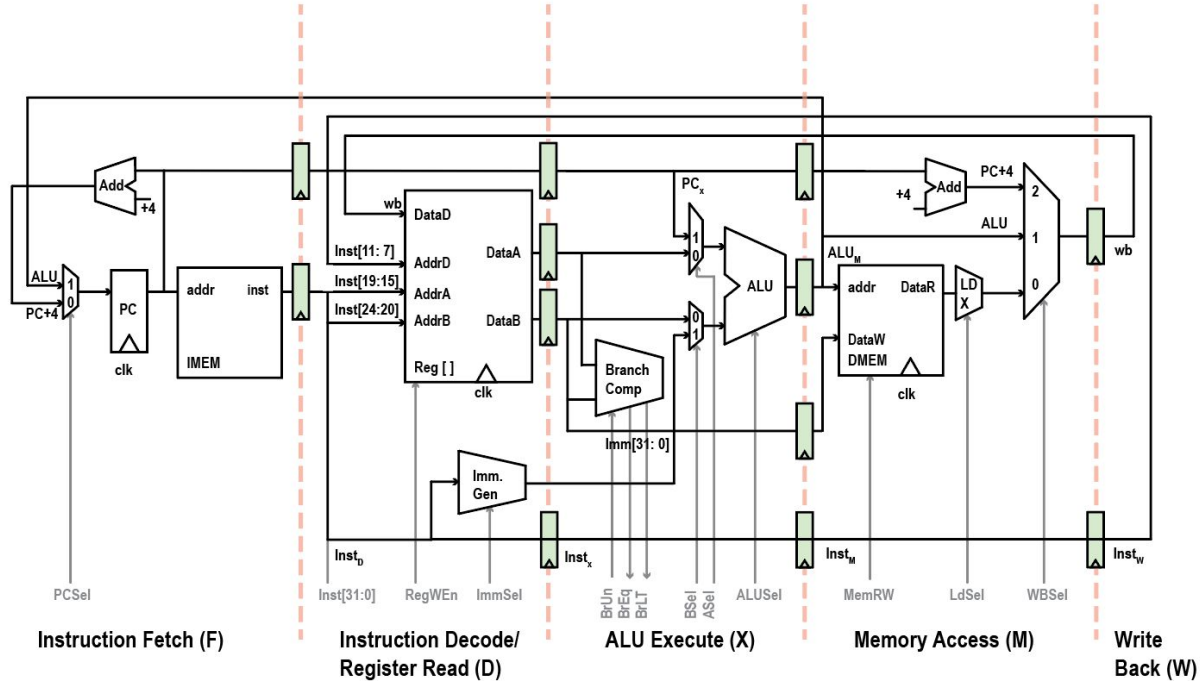 Add
+4
ALU
1
0
PC+4
PC
clk
addr
inst
IMEM
PCSel
wb
DataD
Inst[11: 7]
AddrD
Inst[19:15]
AddrA
Inst[24:20]
AddrB
DataA
DataB
Reg [ ]
clk
Imm.
Gen
InstD
Inst[31:0]
RegWEn
ImmSel
PCx
1
0
0
1
ALU
Branch
Comp
Imm[31: 0]
Instx
BrUn
BrEq
BrLT
BSel
ASel
ALUSel
+4
Add
PC+4
2
ALU
1
0
ALUM
addr
DataR
DataW
DMEM
clk
LD
X
InstM
MemRW
LdSel
WBSel
wb
InstW
Instruction Fetch (F)
Instruction Decode/
Register Read (D)
ALU Execute (X)
Memory Access (M)
Write
Back (W)